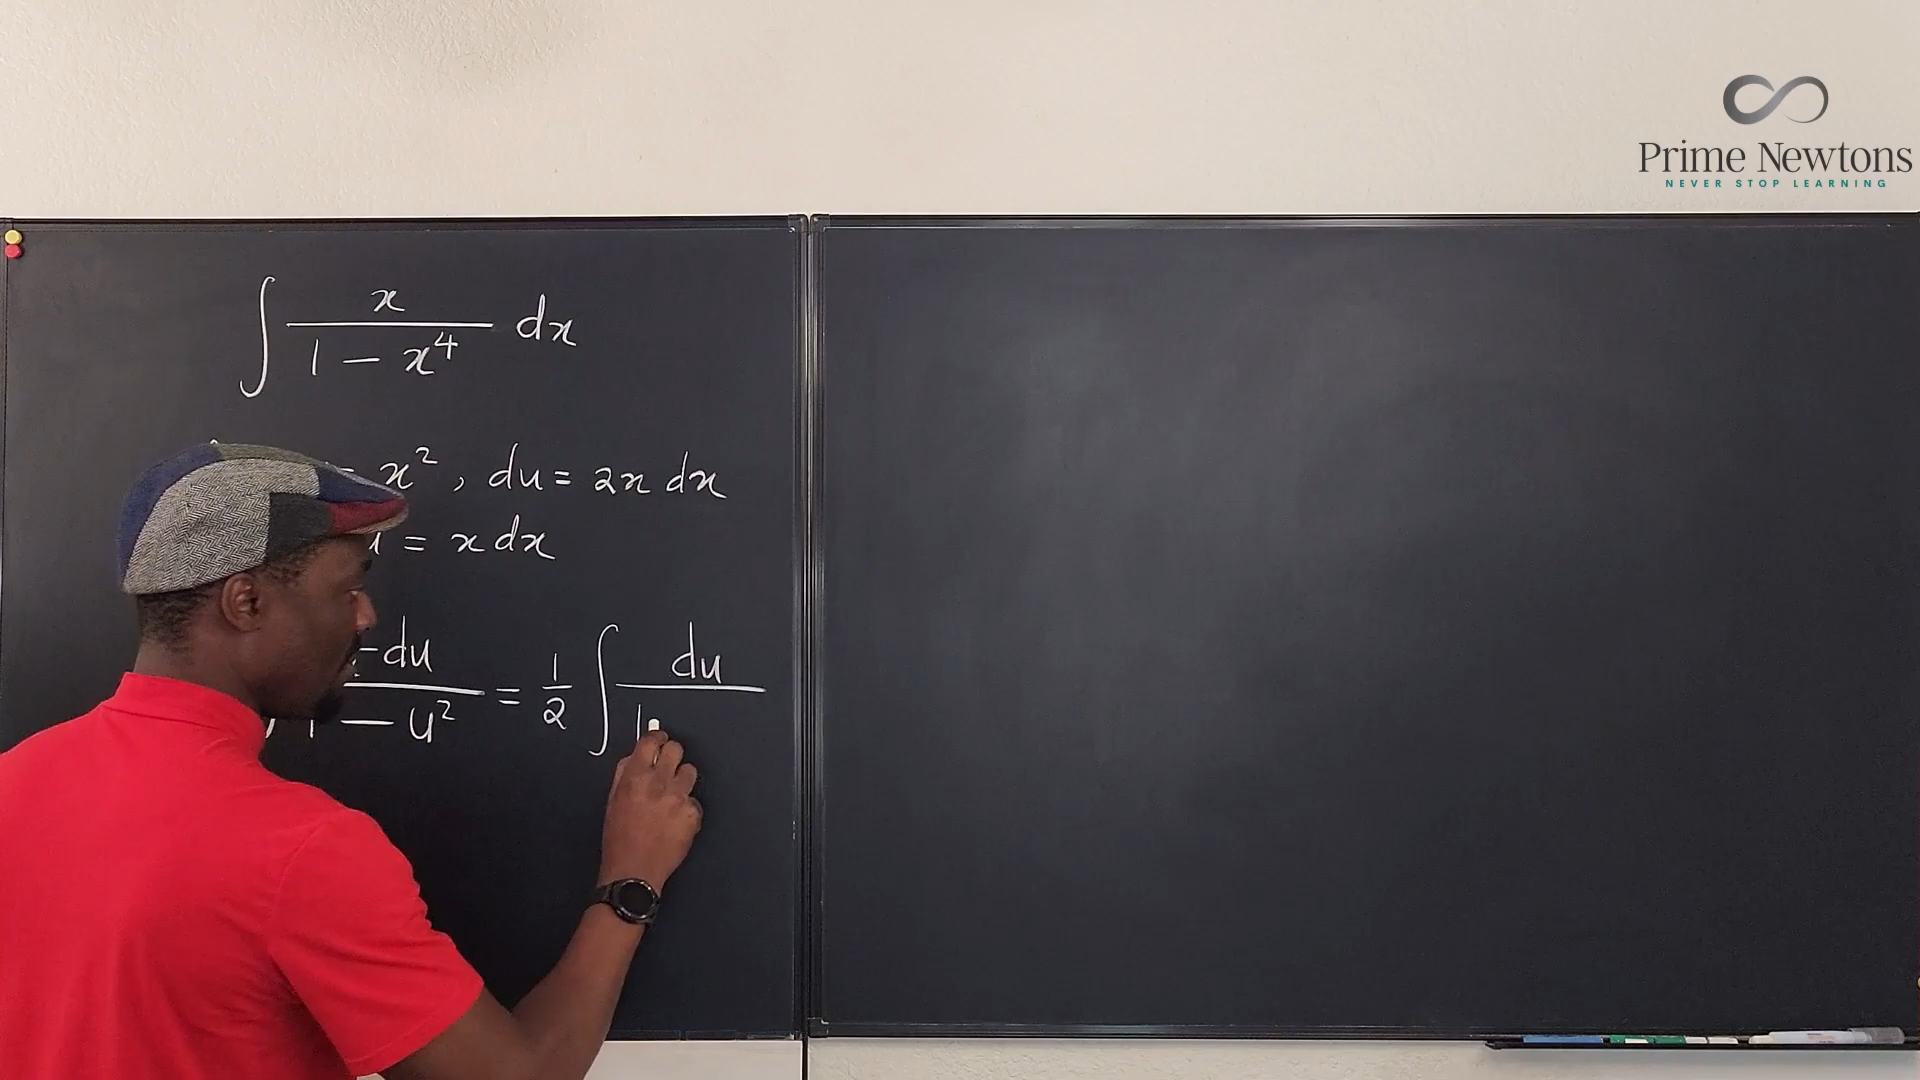 Prime Newtons
NEVER STOP LEARNING
∫ x / (1 - x⁴) dx
= x², du = 2x dx
= x dx
du / (1 - u²) = 1/2 ∫ du / 1